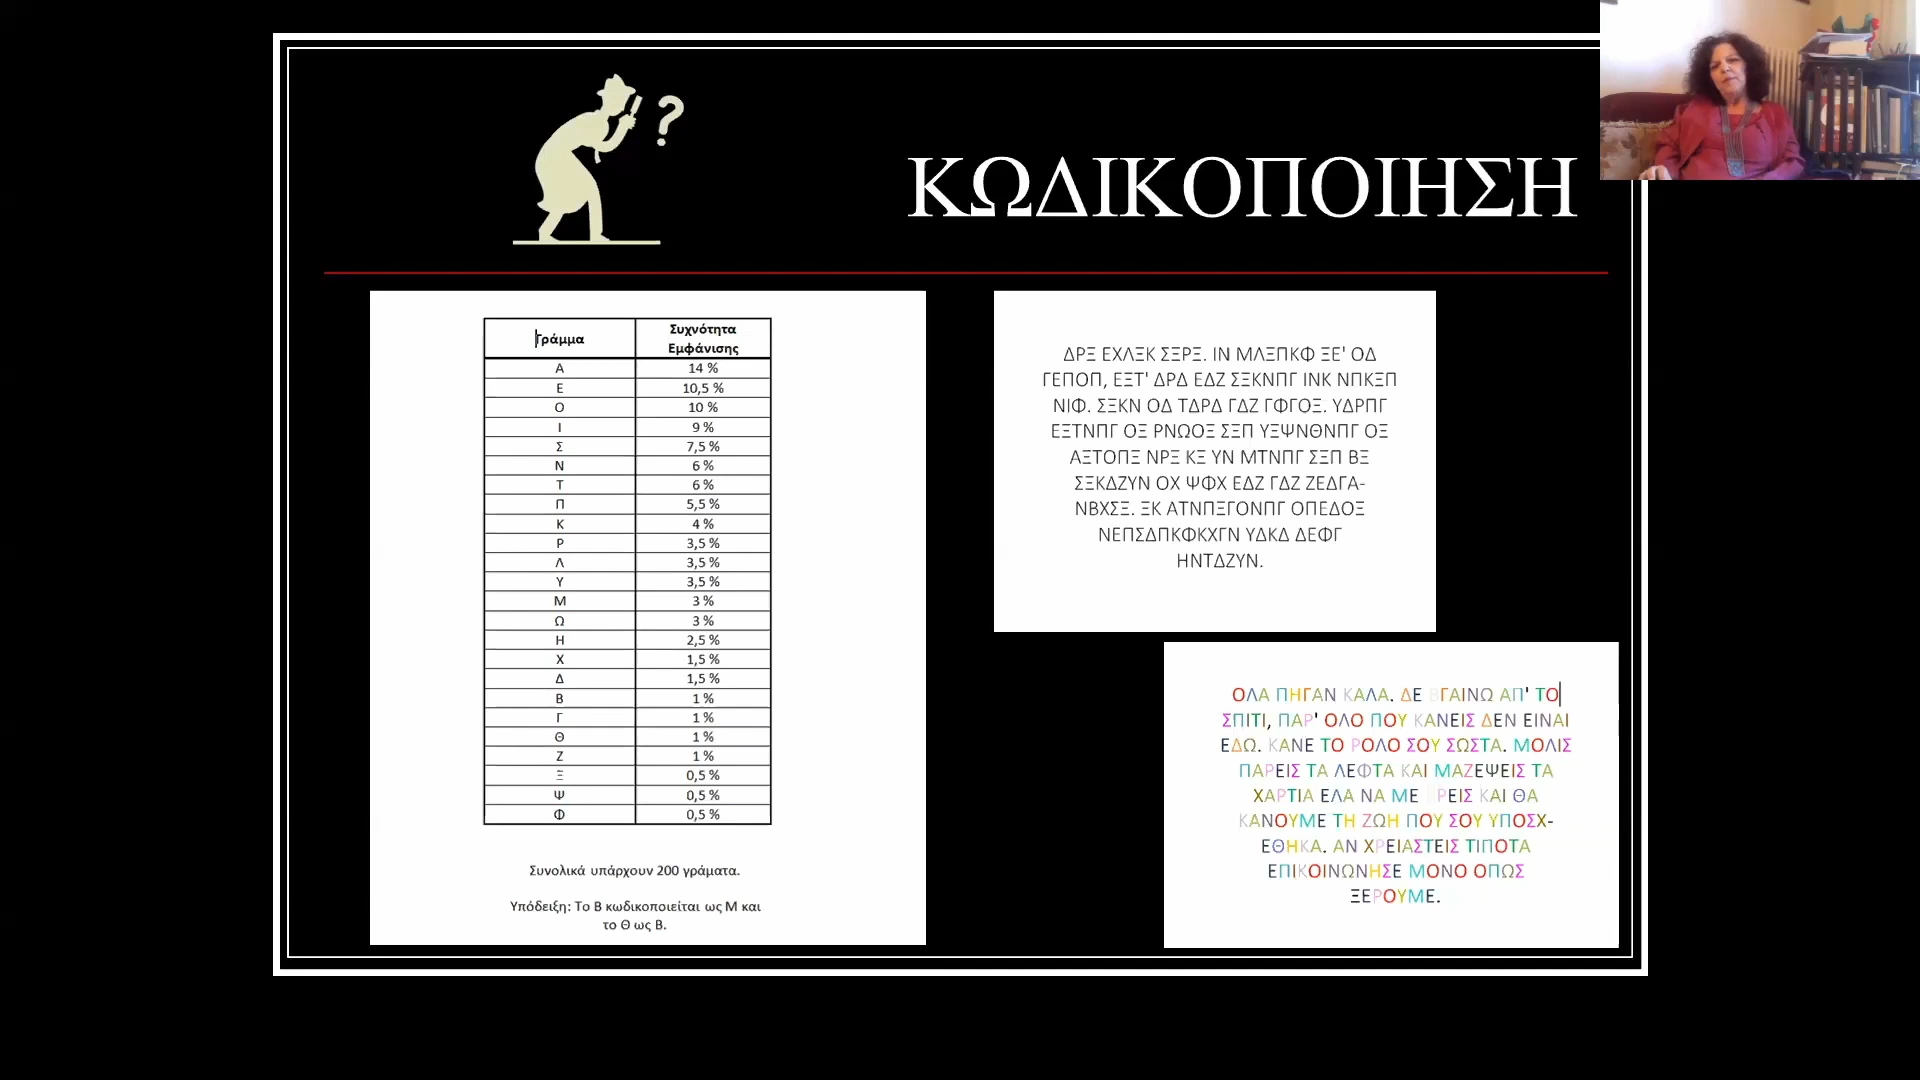 ?
ΚΩΔΙΚΟΠΟΙΗΣΗ
Γράμμα Συχνότητα Εμφάνισης
Α 14 %
Ε 10,5 %
Ο 10 %
Ι 9 %
Σ 7,5 %
Ν 6 %
Τ 6 %
Π 5,5 %
Κ 4 %
Ρ 3,5 %
Λ 3,5 %
Υ 3,5 %
Μ 3 %
Ω 3 %
Η 2,5 %
Χ 1,5 %
Δ 1,5 %
Β 1 %
Γ 1 %
Θ 1 %
Ζ 1 %
Ξ 0,5 %
Ψ 0,5 %
Φ 0,5 %
Συνολικά υπάρχουν 200 γράματα.
Υπόδειξη: Το Β κωδικοποιείται ως Μ και
το Θ ως Β.
ΔΡΞ ΕΧΛΞΚ ΣΞΡΞ. ΙΝ ΜΛΞΠΚΦ ΞΕ' ΟΔ
ΓΕΠΟΠ, ΕΞΤ' ΔΡΔ ΕΔΖ ΣΞΚΝΠΓ ΙΝΚ ΝΠΚΞΠ
ΝΙΦ. ΣΞΚΝ ΟΔ ΤΔΡΔ ΓΔΖ ΓΦΓΟΞ. ΥΔΡΠΓ
ΕΞΤΝΠΓ ΟΞ ΡΝΩΟΞ ΣΞΠ ΥΞΨΝΘΝΠΓ ΟΞ
ΑΞΤΟΠΞ ΝΡΞ ΚΞ ΥΝ ΜΤΝΠΓ ΣΞΠ ΒΞ
ΣΞΚΔΖΥΝ ΟΧ ΨΦΧ ΕΔΖ ΓΔΖ ΖΕΔΓΑ-
ΝΒΧΣΞ. ΞΚ ΑΤΝΠΞΓΟΝΠΓ ΟΠΕΔΟΞ
ΝΕΠΣΔΠΚΦΚΧΓΝ ΥΔΚΔ ΔΕΦΓ
ΗΝΤΔΖΥΝ.
ΟΛΑ ΠΗΓΑΝ ΚΑΛΑ. ΔΕ ΒΓΑΙΝΩ ΑΠ' ΤΟ
ΣΠΙΤΙ, ΠΑΡ' ΟΛΟ ΠΟΥ ΚΑΝΕΙΣ ΔΕΝ ΕΙΝΑΙ
ΕΔΩ. ΚΑΝΕ ΤΟ ΡΟΛΟ ΣΟΥ ΣΩΣΤΑ. ΜΟΛΙΣ
ΠΑΡΕΙΣ ΤΑ ΛΕΦΤΑ ΚΑΙ ΜΑΖΕΨΕΙΣ ΤΑ
ΧΑΡΤΙΑ ΕΛΑ ΝΑ ΜΕ ΒΡΕΙΣ ΚΑΙ ΘΑ
ΚΑΝΟΥΜΕ ΤΗ ΖΩΗ ΠΟΥ ΣΟΥ ΥΠΟΣΧ-
ΕΘΗΚΑ. ΑΝ ΧΡΕΙΑΣΤΕΙΣ ΤΙΠΟΤΑ
ΕΠΙΚΟΙΝΩΝΗΣΕ ΜΟΝΟ ΟΠΩΣ
ΞΕΡΟΥΜΕ.